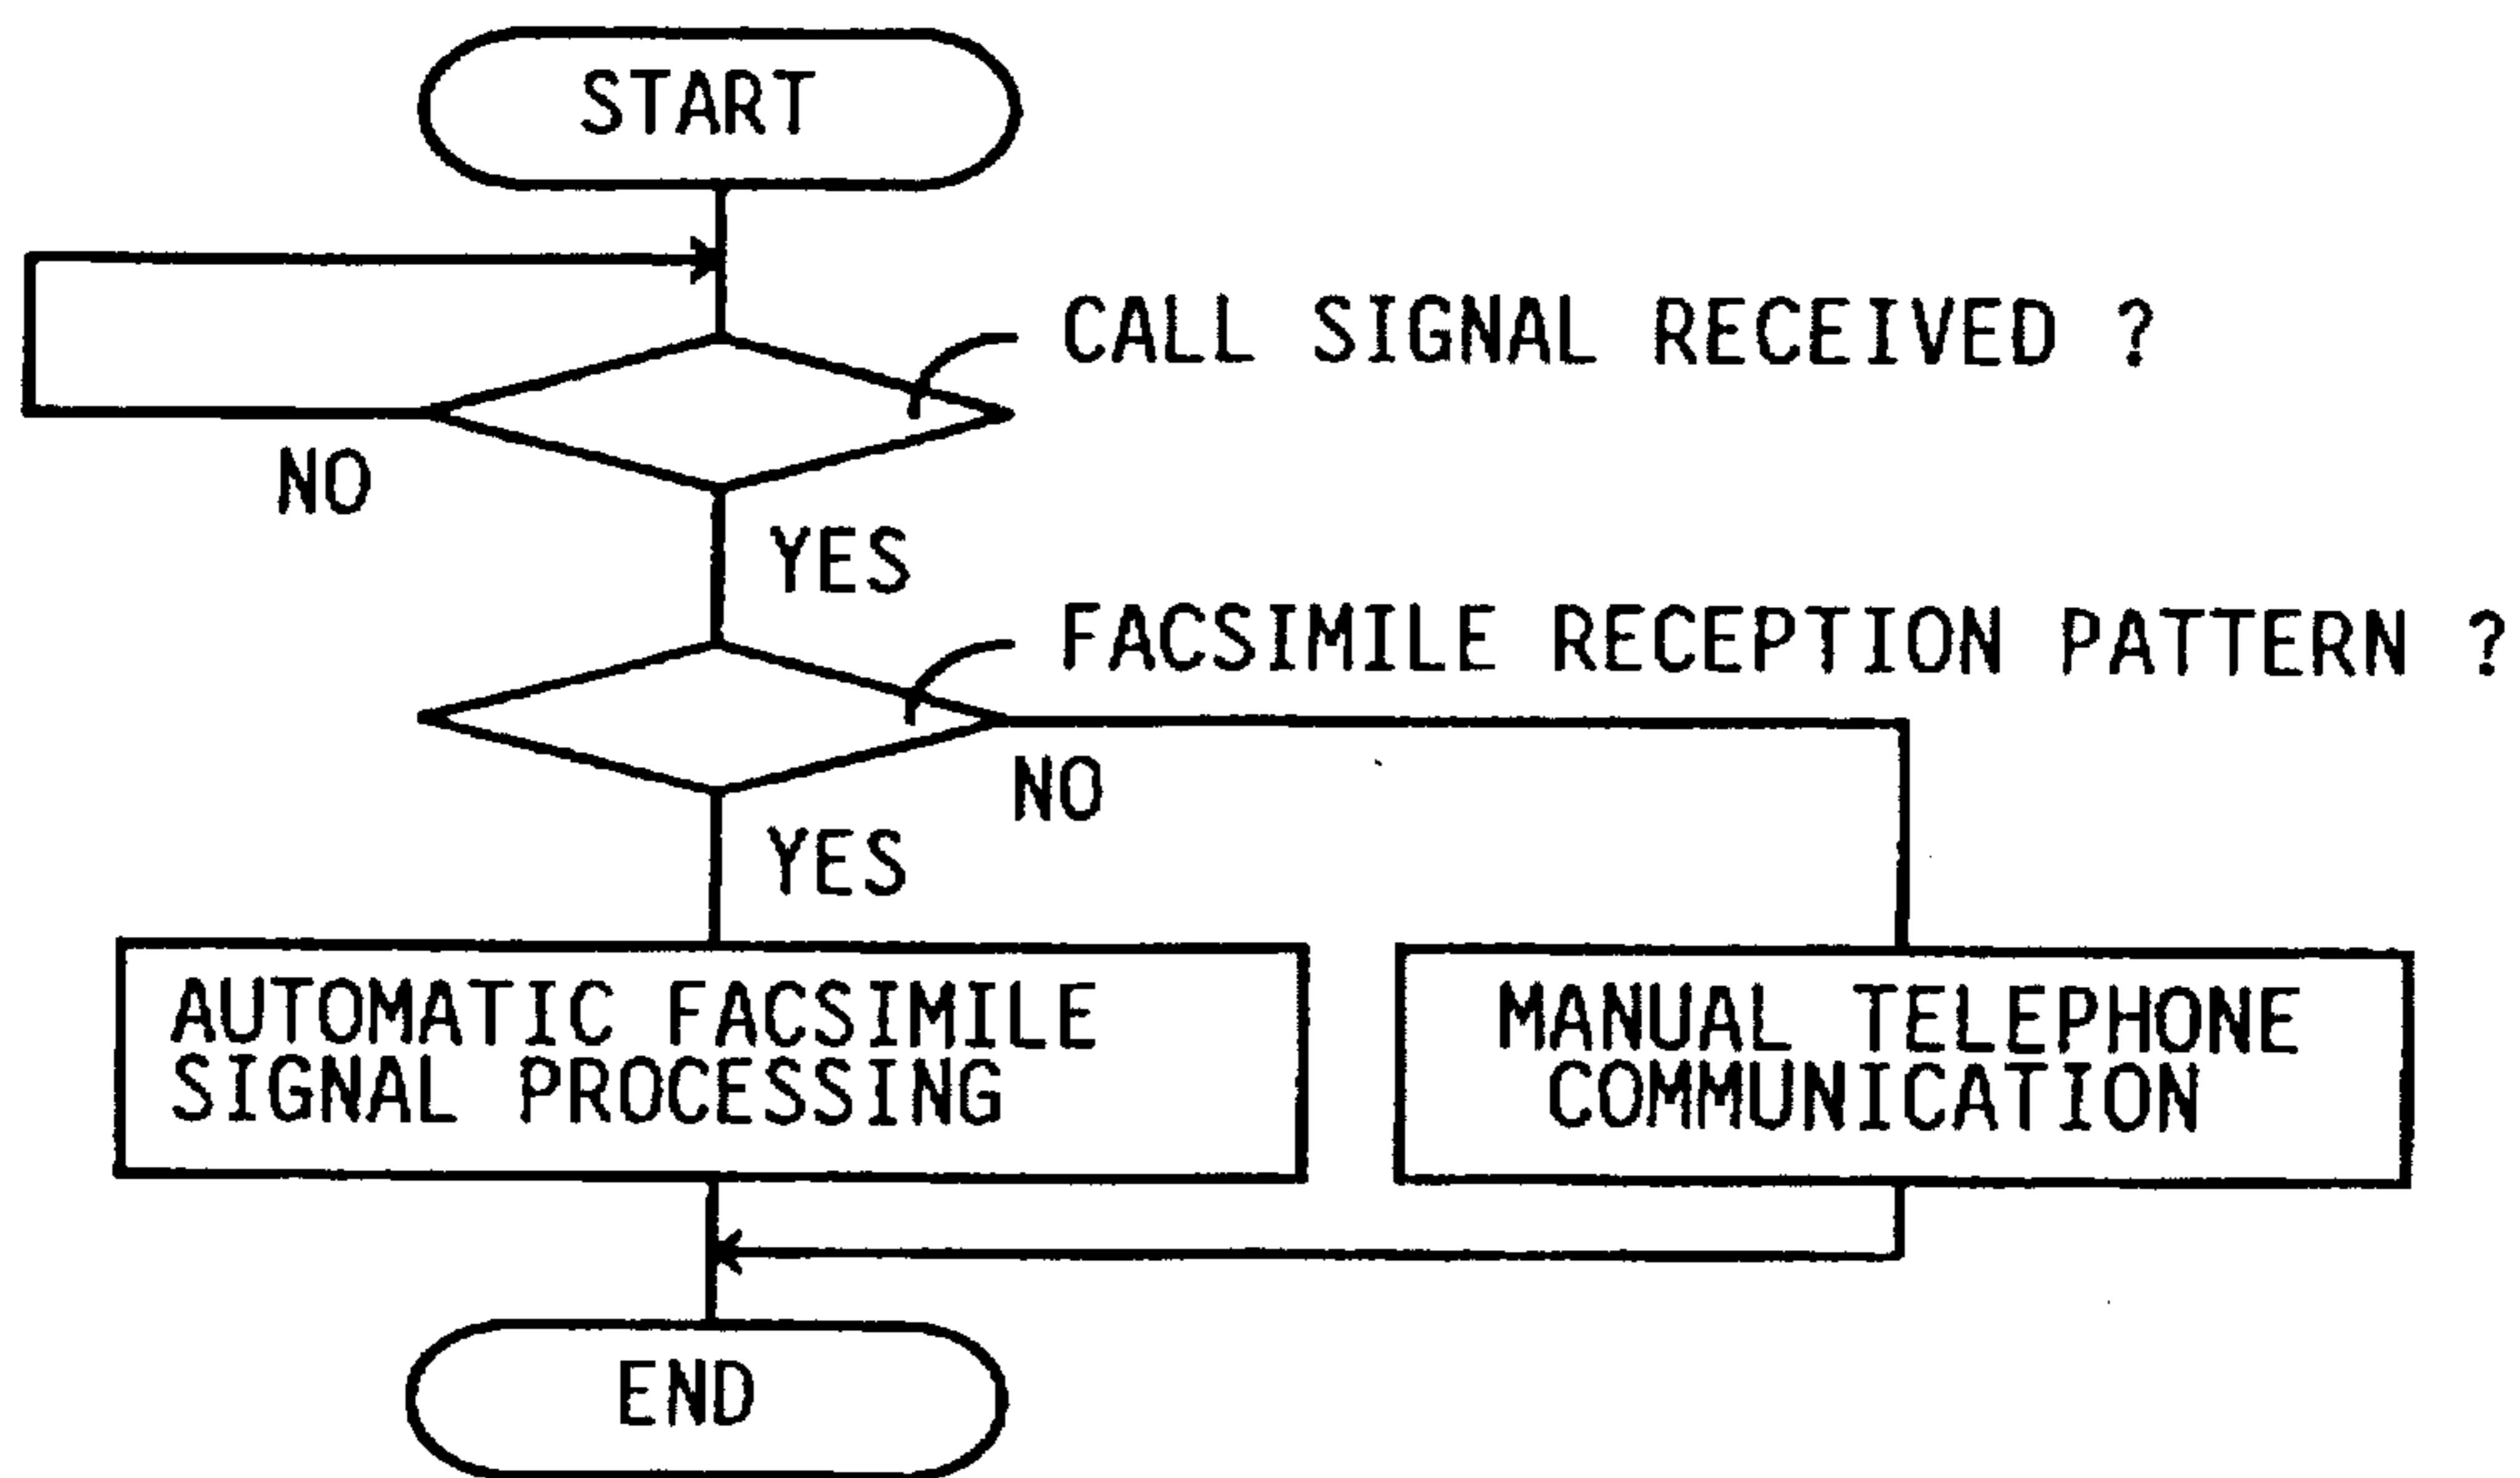 START
CALL SIGNAL RECEIVED ?
NO
YES
FACSIMILE RECEPTION PATTERN ?
NO
YES
AUTOMATIC FACSIMILE
SIGNAL PROCESSING
MANUAL TELEPHONE
COMMUNICATION
END